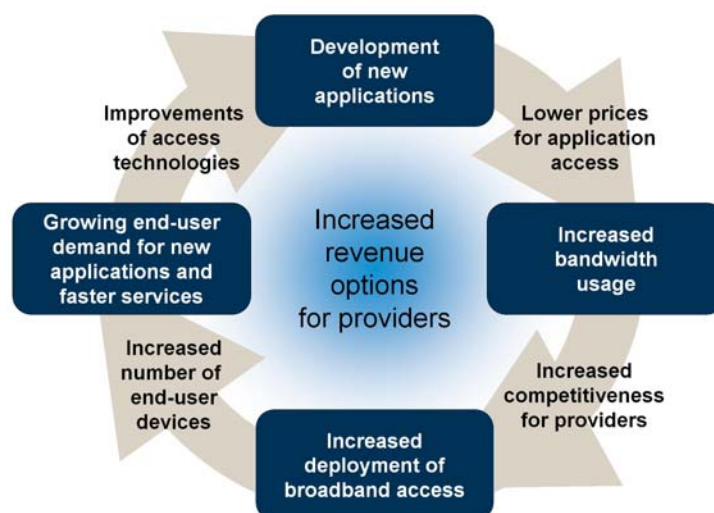 Development
of new
applications
Improvements
of access
technologies
Lower prices
for application
access
Growing end-user
demand for new
applications and
faster services
Increased
revenue
options
for providers
Increased
bandwidth
usage
Increased
number of
end-user
devices
Increased
competitiveness
for providers
Increased
deployment of
broadband access